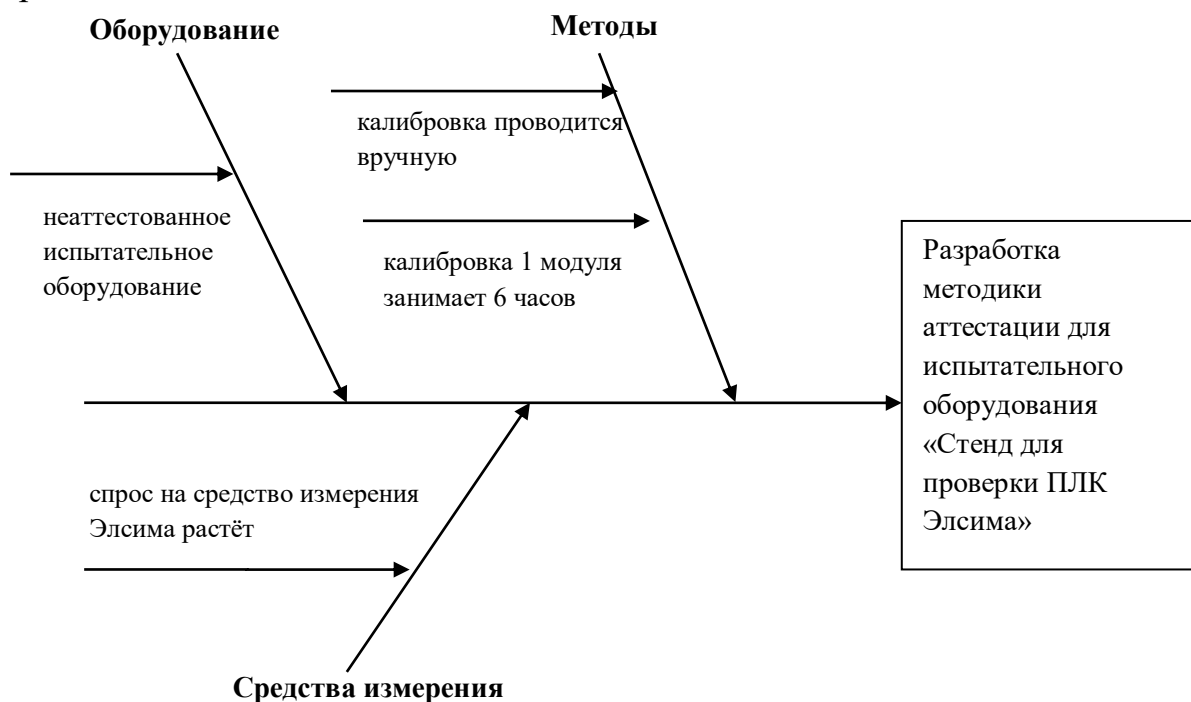 Оборудование
Методы
калибровка проводится
вручную
неаттестованное
испытательное
оборудование
калибровка 1 модуля
занимает 6 часов
Разработка
методики
аттестации для
испытательного
оборудования
«Стенд для
проверки ПЛК
Элсима»
спрос на средство измерения
Элсима растёт
Средства измерения